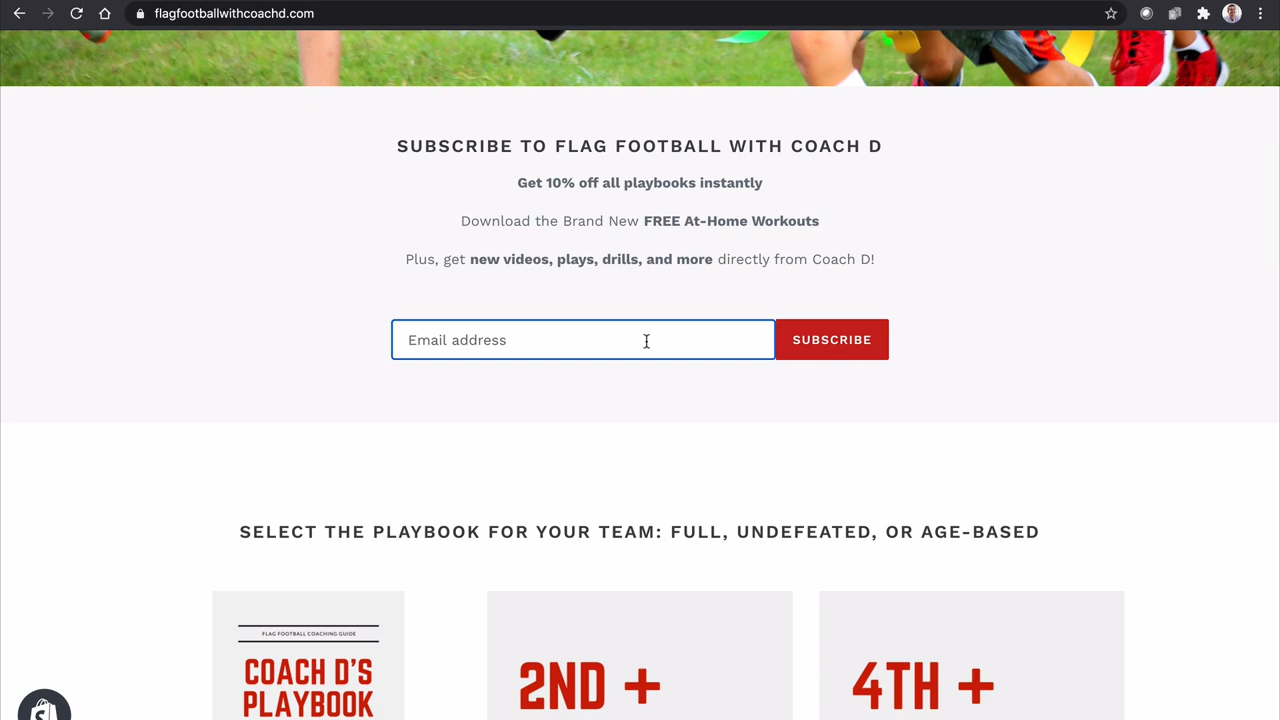 flagfootballwithcoachd.com
SUBSCRIBE TO FLAG FOOTBALL WITH COACH D
Get 10% off all playbooks instantly
Download the Brand New FREE At-Home Workouts
Plus, get new videos, plays, drills, and more directly from Coach D!
Email address
SUBSCRIBE
SELECT THE PLAYBOOK FOR YOUR TEAM: FULL, UNDEFEATED, OR AGE-BASED
FLAG FOOTBALL COACHING GUIDE
COACH D'S
PLAYBOOK
2ND +
4TH +